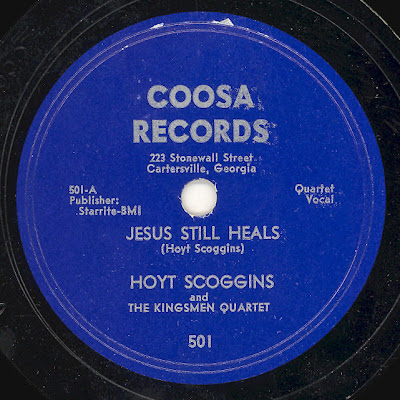 COOSA
RECORDS
223 Stonewall Street
Cartersville, Georgia
501-A
Publisher:
Starrite-BMI
Quartet
Vocal
JESUS STILL HEALS
(Hoyt Scoggins)
HOYT SCOGGINS
and
THE KINGSMEN QUARTET
501